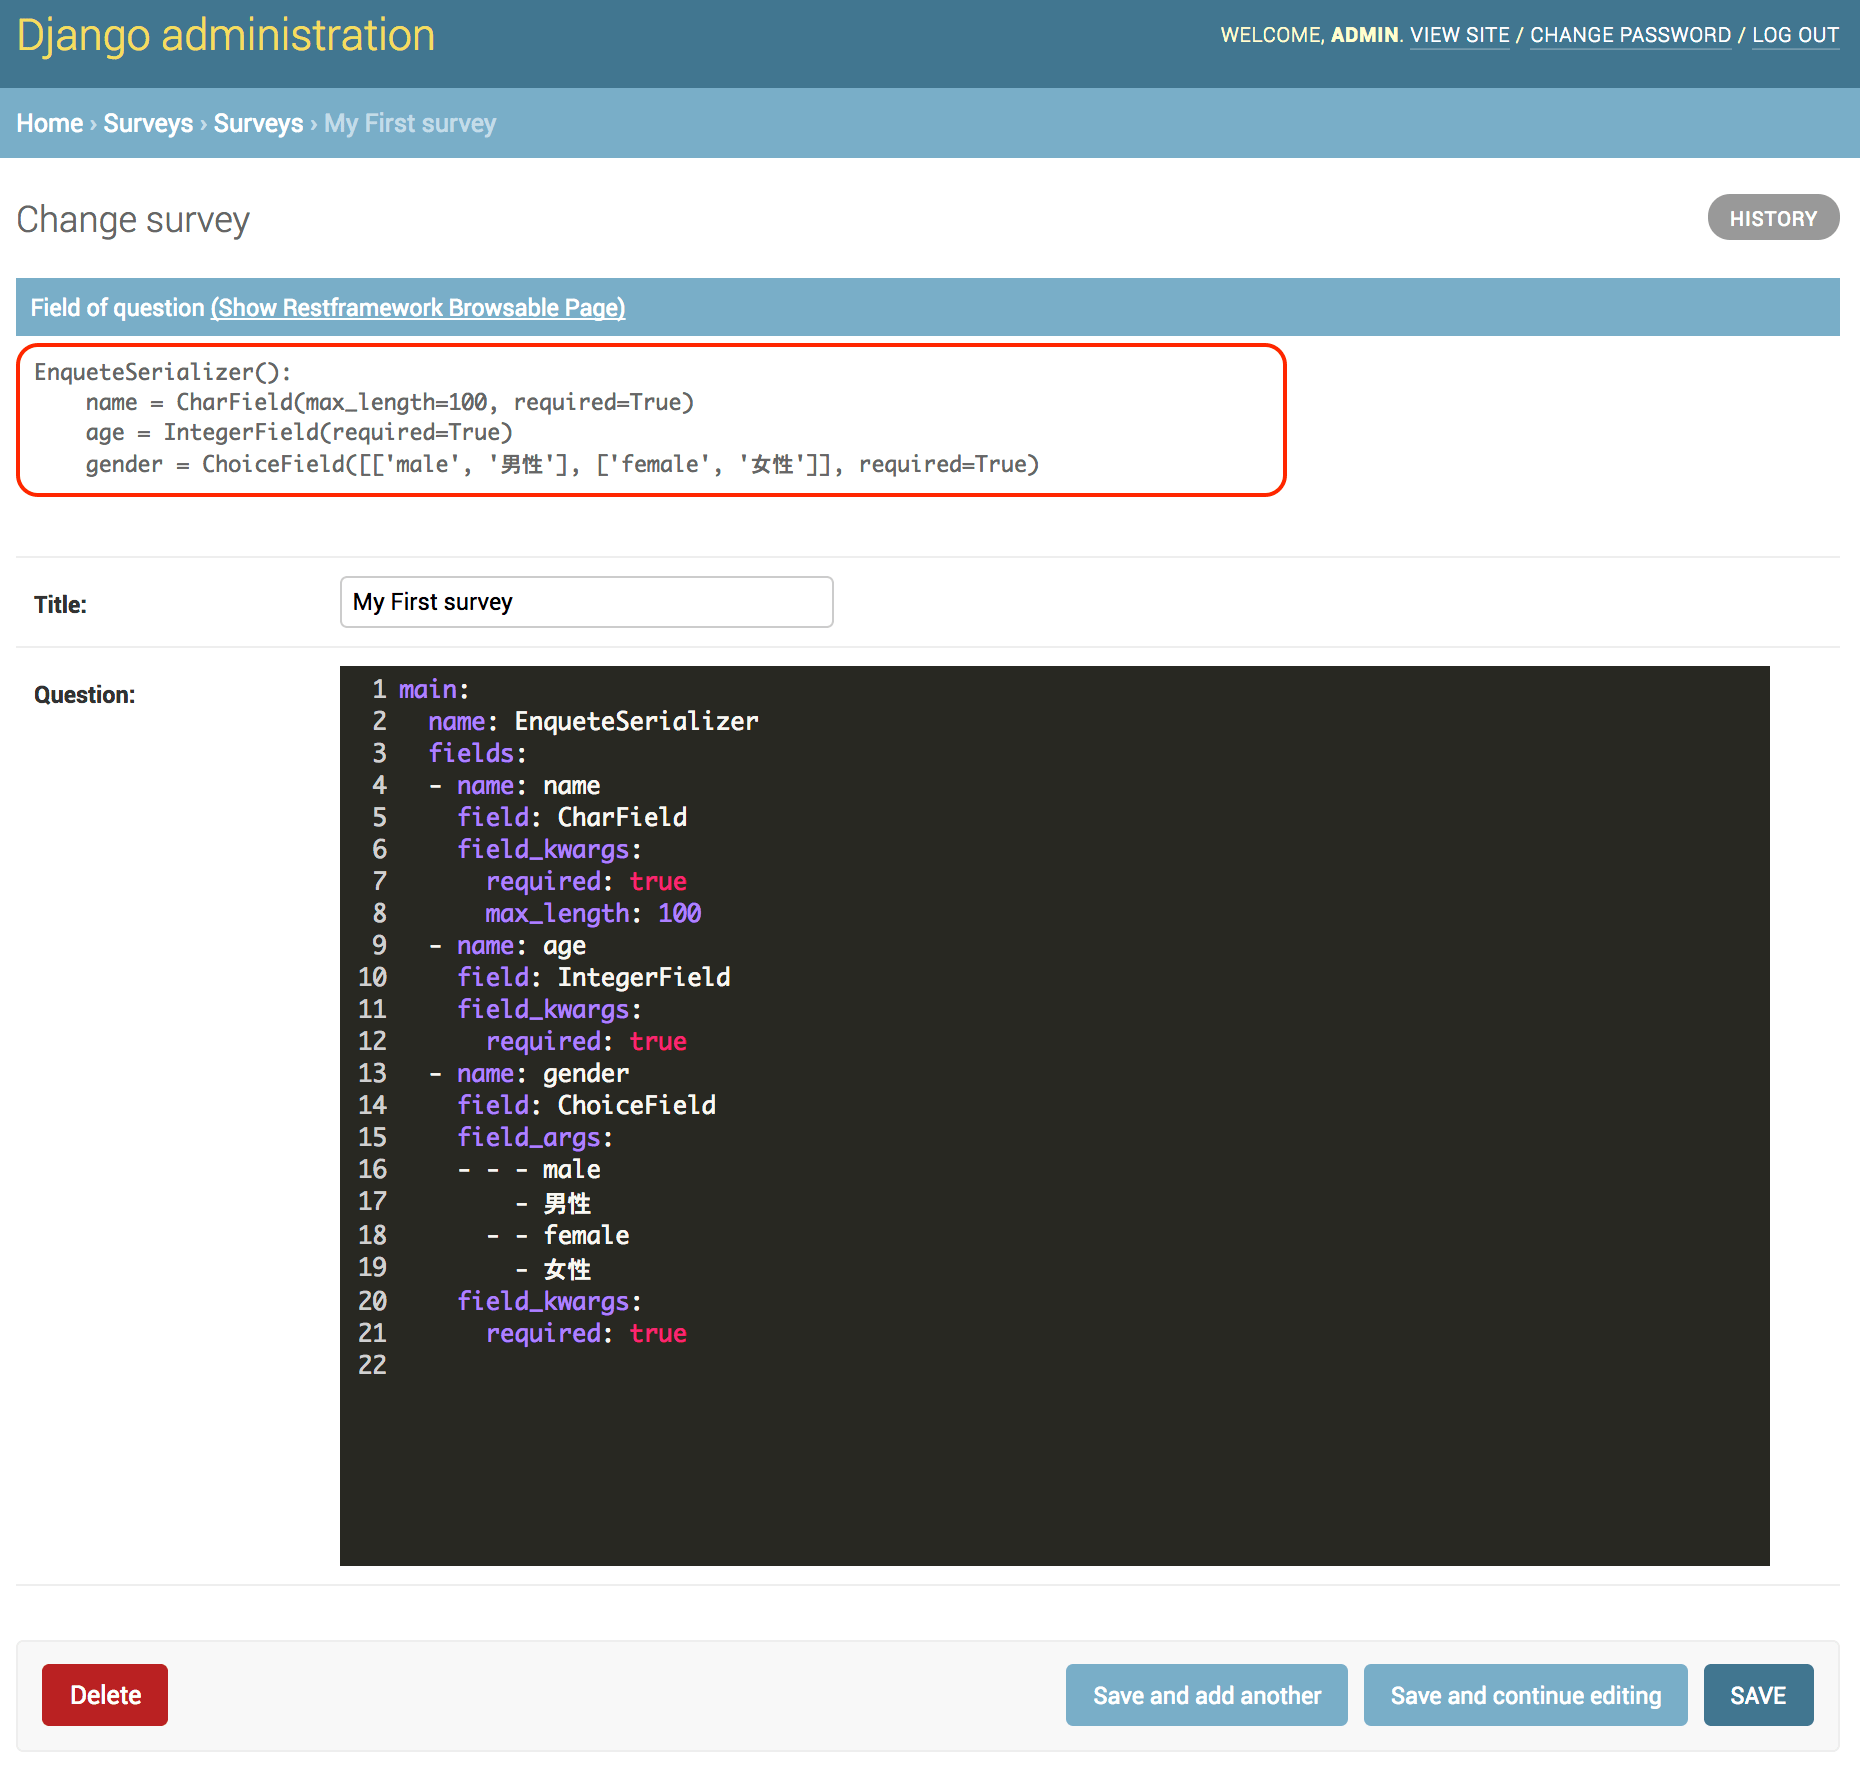 Django administration
WELCOME, ADMIN. VIEW SITE / CHANGE PASSWORD / LOG OUT
Home › Surveys › Surveys › My First survey
Change survey
HISTORY
Field of question (Show Restframework Browsable Page)
EnqueteSerializer():
    name = CharField(max_length=100, required=True)
    age = IntegerField(required=True)
    gender = ChoiceField([['male', '男性'], ['female', '女性']], required=True)
Title:
My First survey
Question:
1 main:
2   name: EnqueteSerializer
3   fields:
4   - name: name
5     field: CharField
6     field_kwargs:
7       required: true
8       max_length: 100
9   - name: age
10     field: IntegerField
11     field_kwargs:
12       required: true
13   - name: gender
14     field: ChoiceField
15     field_args:
16     - - - male
17         - 男性
18       - - female
19         - 女性
20     field_kwargs:
21       required: true
22
Delete
Save and add another
Save and continue editing
SAVE